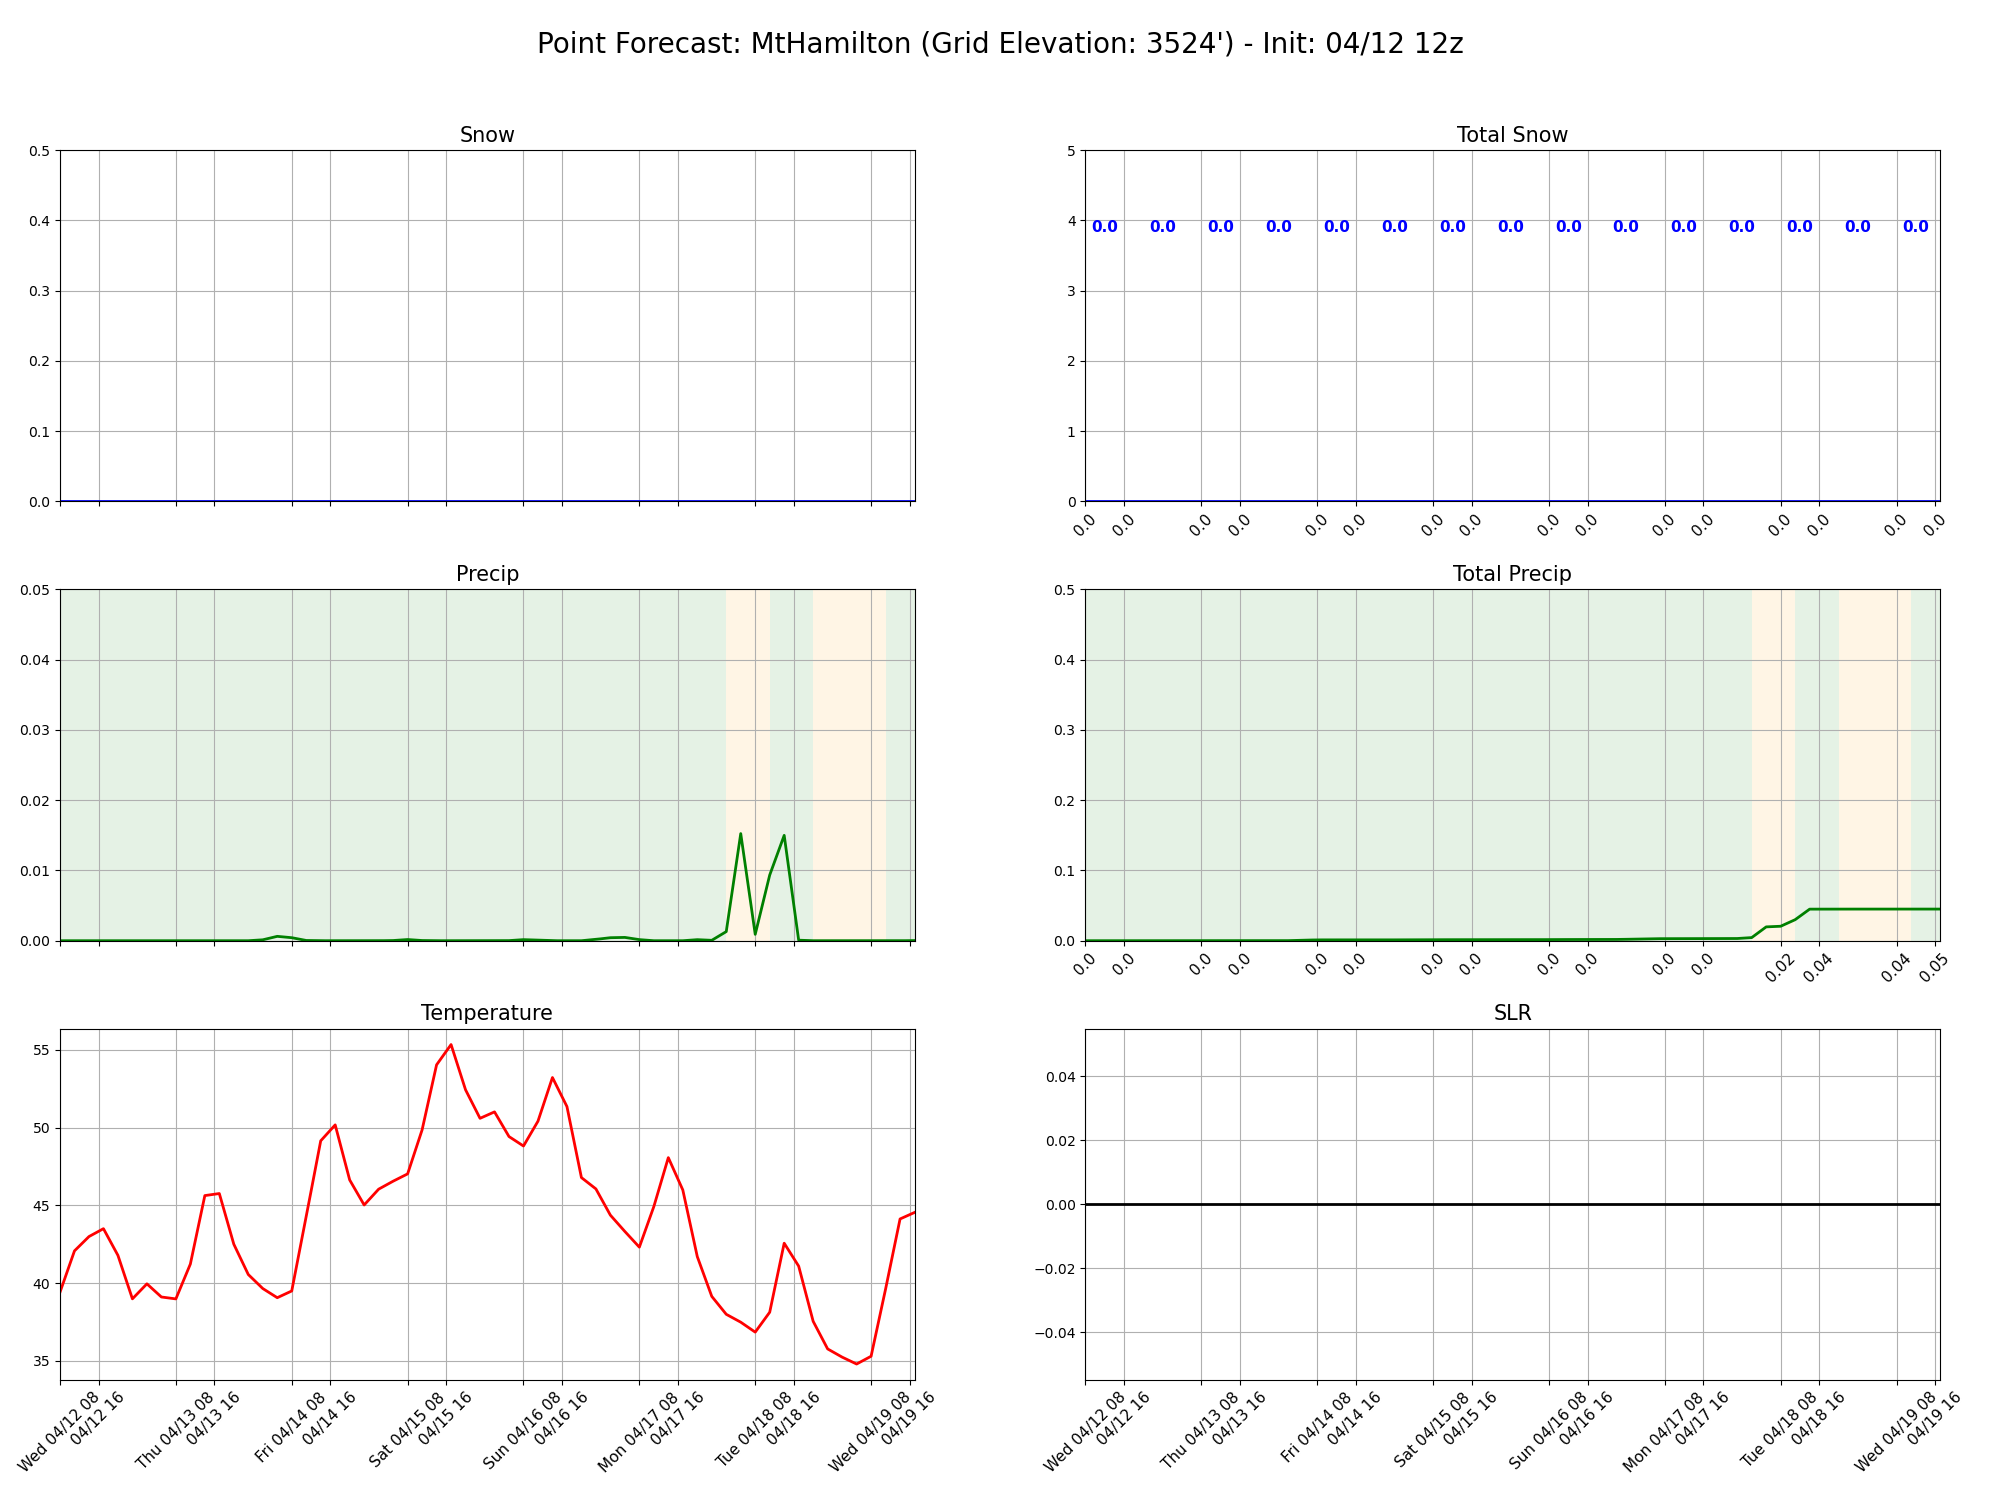 Point Forecast: MtHamilton (Grid Elevation: 3524') - Init: 04/12 12z
Snow
0.5
0.4
0.3
0.2
0.1
0.0
Total Snow
5
4
3
2
1
0
0.0 0.0 0.0 0.0 0.0 0.0 0.0 0.0 0.0 0.0 0.0 0.0 0.0 0.0 0.0
0.0 0.0 0.0 0.0 0.0 0.0 0.0 0.0 0.0 0.0 0.0 0.0 0.0 0.0 0.0 0.0
Precip
0.05
0.04
0.03
0.02
0.01
0.00
Total Precip
0.5
0.4
0.3
0.2
0.1
0.0
0.0 0.0 0.0 0.0 0.0 0.0 0.0 0.0 0.0 0.0 0.0 0.0 0.02 0.04 0.04 0.05
Temperature
55
50
45
40
35
Wed 04/12 08
04/12 16
Thu 04/13 08
04/13 16
Fri 04/14 08
04/14 16
Sat 04/15 08
04/15 16
Sun 04/16 08
04/16 16
Mon 04/17 08
04/17 16
Tue 04/18 08
04/18 16
Wed 04/19 08
04/19 16
SLR
0.04
0.02
0.00
−0.02
−0.04
Wed 04/12 08
04/12 16
Thu 04/13 08
04/13 16
Fri 04/14 08
04/14 16
Sat 04/15 08
04/15 16
Sun 04/16 08
04/16 16
Mon 04/17 08
04/17 16
Tue 04/18 08
04/18 16
Wed 04/19 08
04/19 16